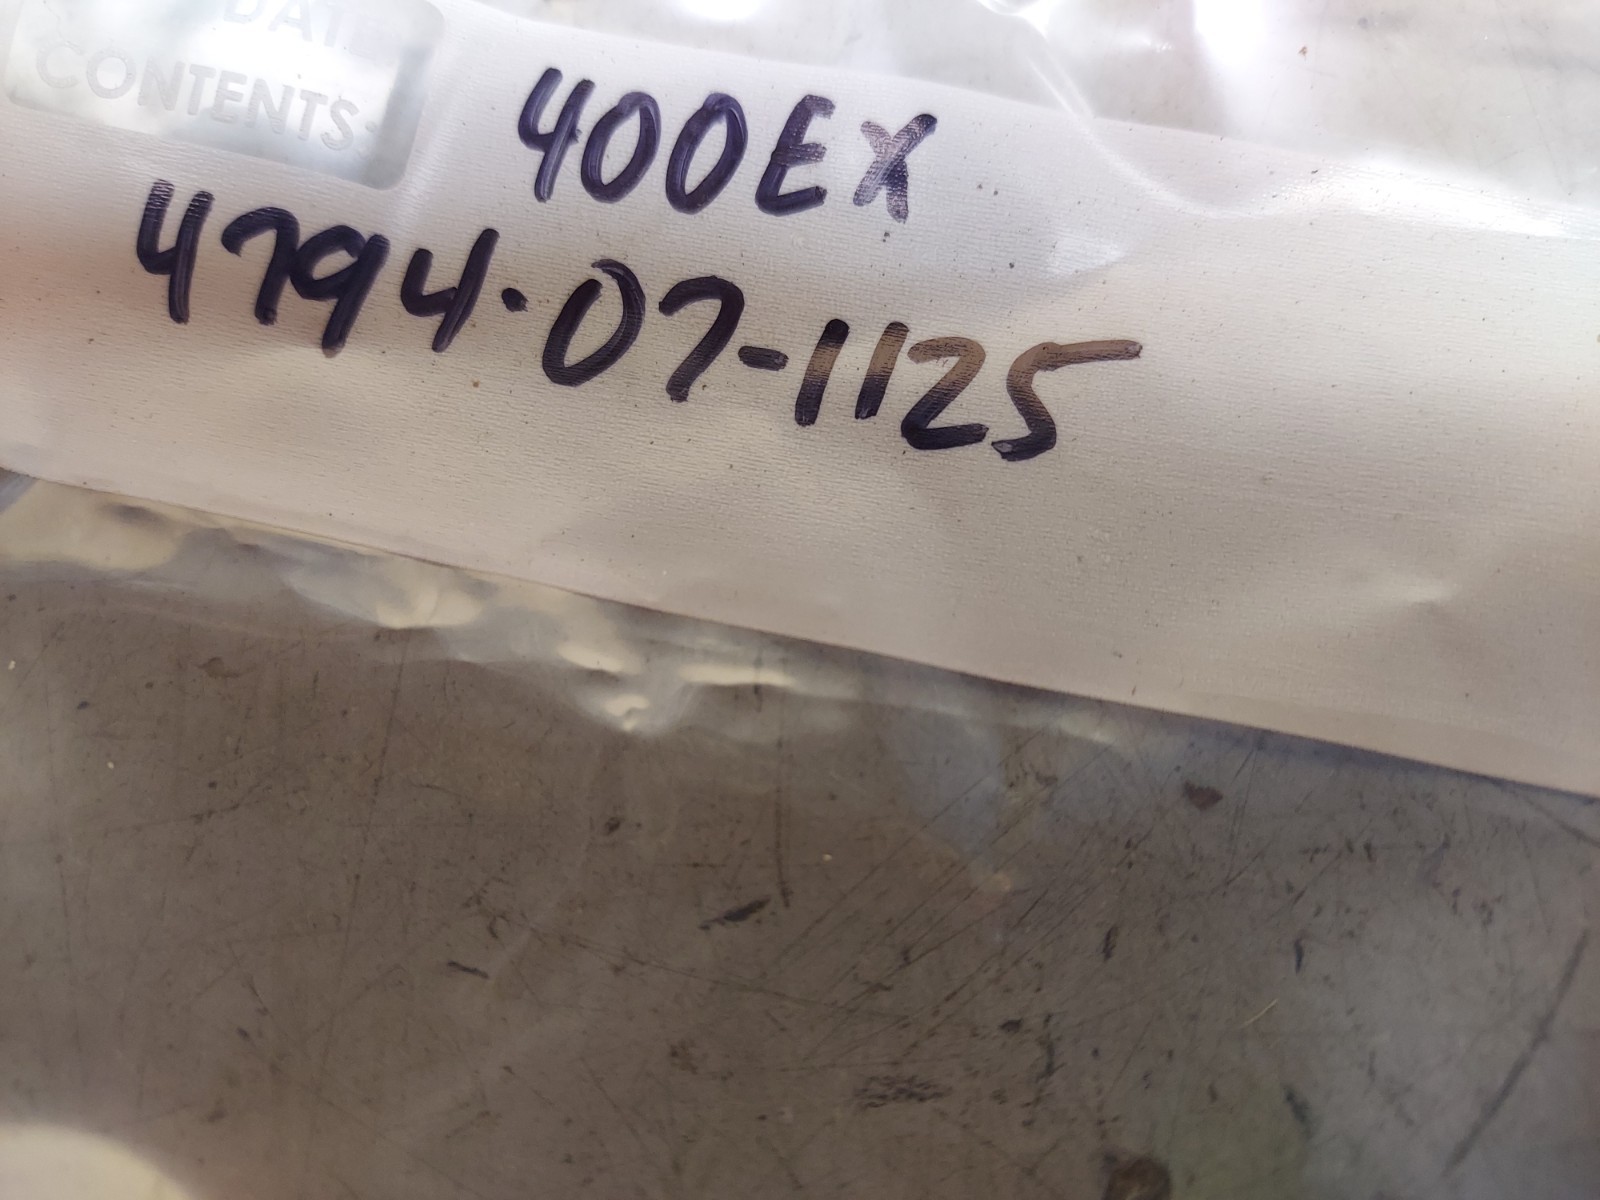 DATE
CONTENTS:
400EX
4794-07-1125